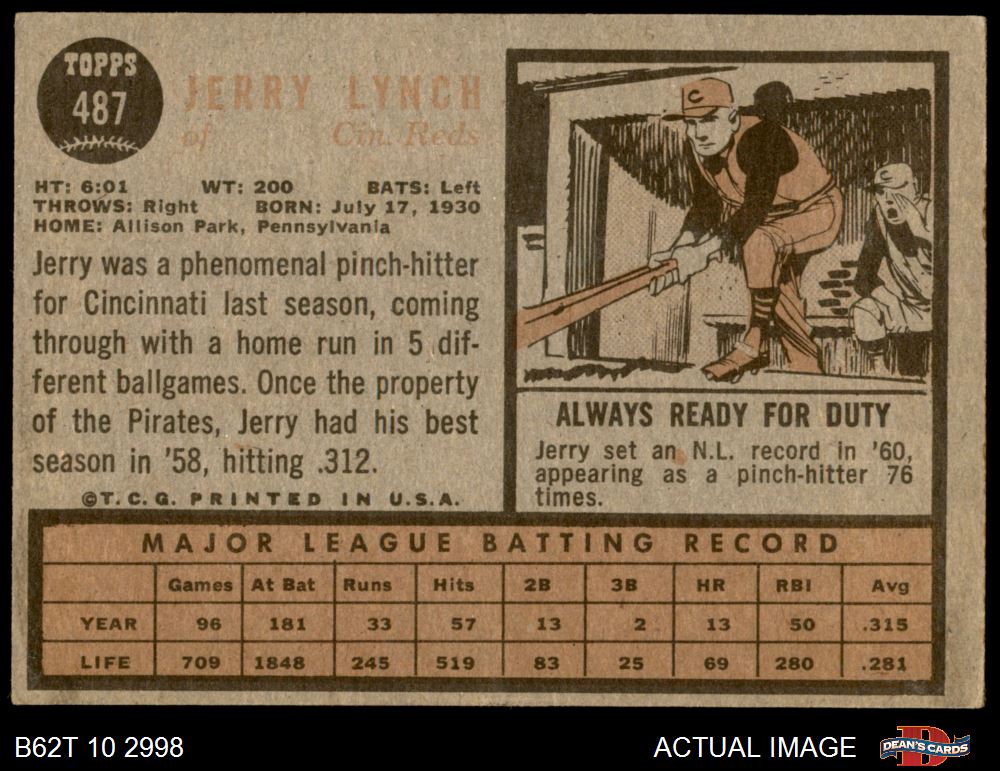 TOPPS
487
JERRY LYNCH
of Cin. Reds
HT: 6:01 WT: 200 BATS: Left
THROWS: Right BORN: July 17, 1930
HOME: Allison Park, Pennsylvania
Jerry was a phenomenal pinch-hitter
for Cincinnati last season, coming
through with a home run in 5 dif-
ferent ballgames. Once the property
of the Pirates, Jerry had his best
season in '58, hitting .312.
©T.C.G. PRINTED IN U.S.A.
C
ALWAYS READY FOR DUTY
Jerry set an N.L. record in '60,
appearing as a pinch-hitter 76
times.
MAJOR LEAGUE BATTING RECORD
Games At Bat Runs Hits 2B 3B HR RBI Avg
YEAR 96 181 33 57 13 2 13 50 .315
LIFE 709 1848 245 519 83 25 69 280 .281
B62T 10 2998
ACTUAL IMAGE
D
DEAN'S CARDS